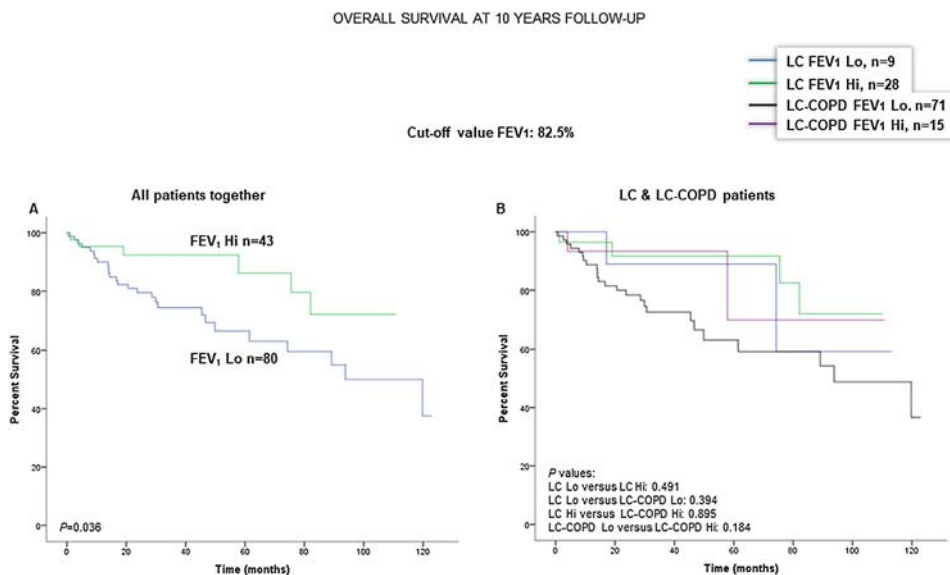 OVERALL SURVIVAL AT 10 YEARS FOLLOW-UP
LC FEV1 Lo, n=9
LC FEV1 Hi, n=28
LC-COPD FEV1 Lo, n=71
LC-COPD FEV1 Hi, n=15
Cut-off value FEV1: 82.5%
All patients together
A
FEV1 Hi n=43
FEV1 Lo n=80
Percent Survival
100
80
60
40
20
0
P=0.036
0 20 40 60 80 100 120
Time (months)
LC & LC-COPD patients
B
Percent Survival
100
80
60
40
20
0
P values:
LC Lo versus LC Hi: 0.491
LC Lo versus LC-COPD Lo: 0.394
LC Hi versus LC-COPD Hi: 0.895
LC-COPD Lo versus LC-COPD Hi: 0.184
0 20 40 60 80 100 120
Time (months)